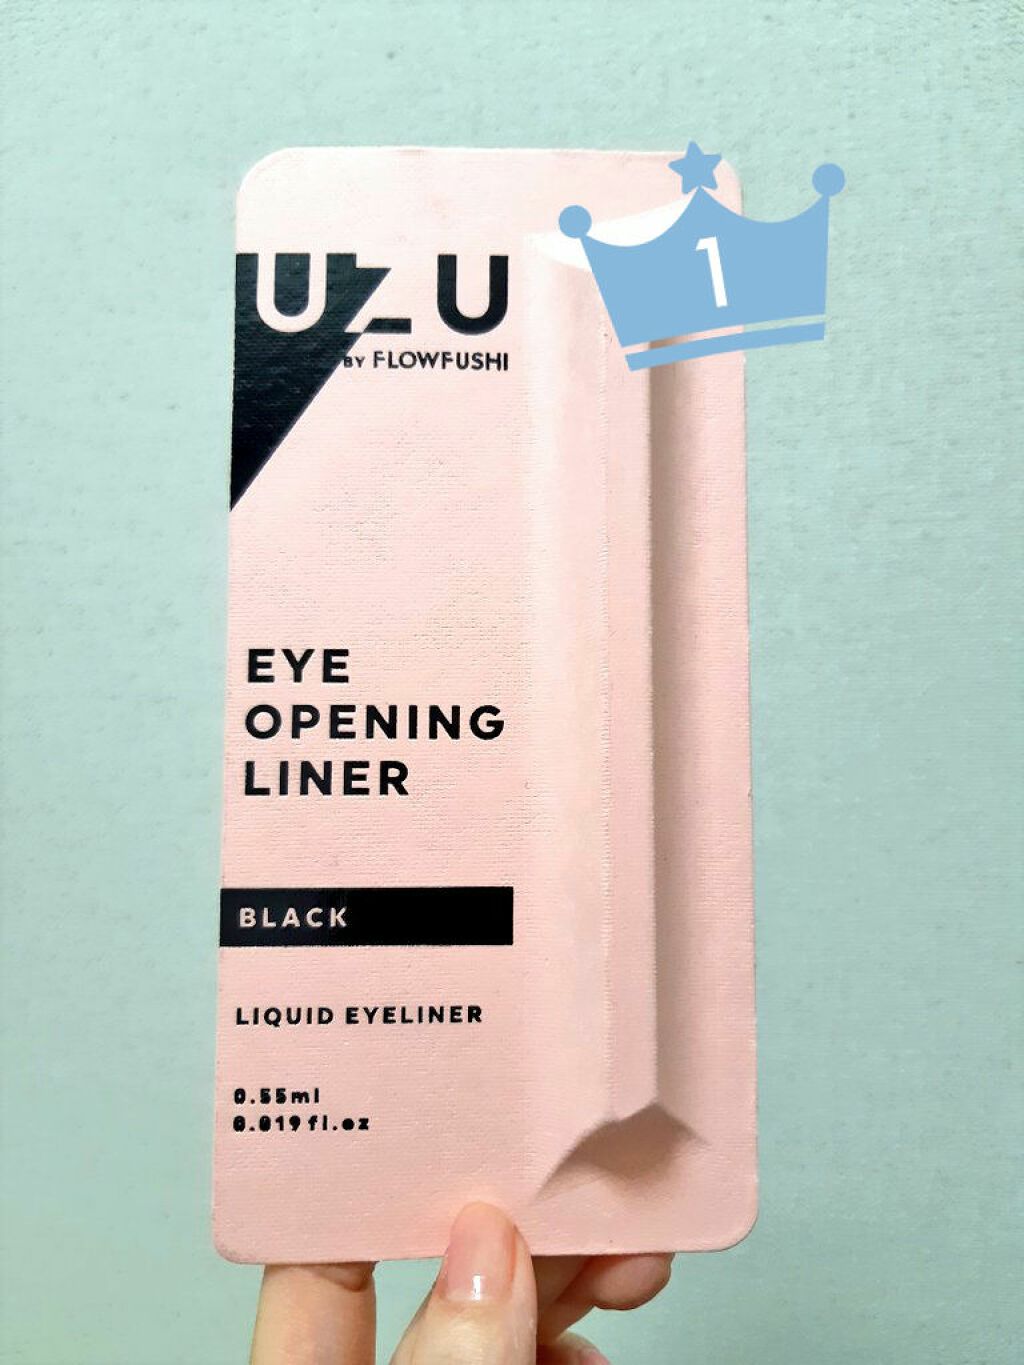 UZU
BY FLOWFUSHI
1
EYE
OPENING
LINER
BLACK
LIQUID EYELINER
0.55ml
0.019 fl.oz